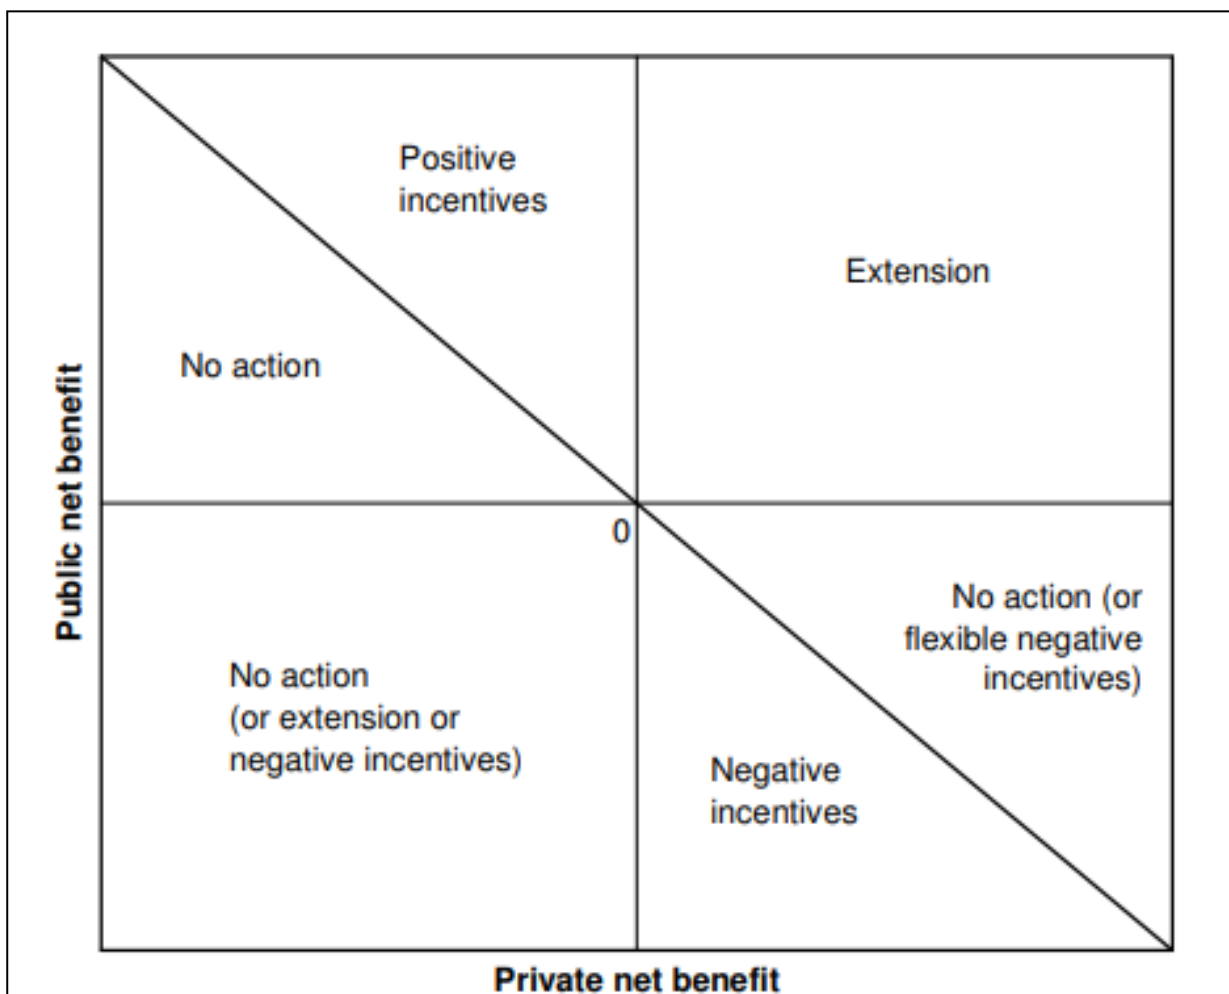 Positive
incentives
Extension
No action
Public net benefit
0
No action (or
flexible negative
incentives)
No action
(or extension or
negative incentives)
Negative
incentives
Private net benefit